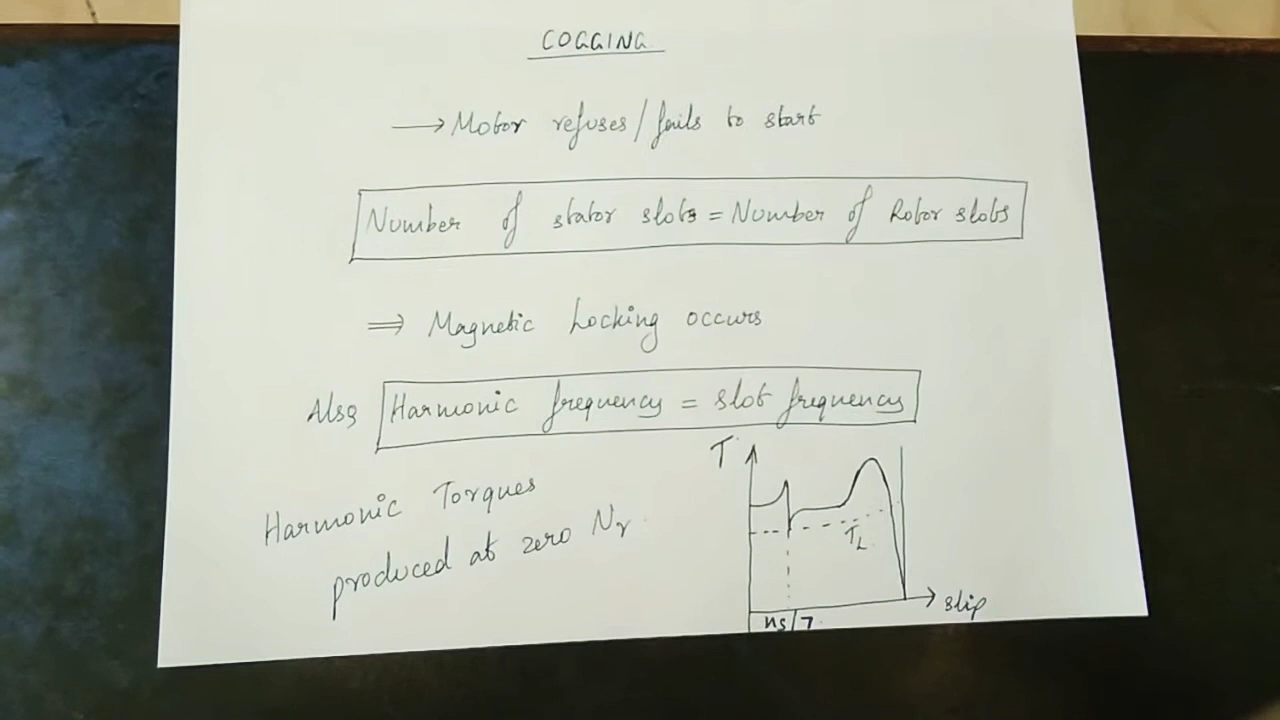 COGGING
→ Motor refuses/fails to start
Number of stator slots = Number of Rotor slots
⇒ Magnetic Locking occurs
Also Harmonic frequency = slot frequency
Harmonic Torques
produced at zero Nr
T
TL
slip
ns/7